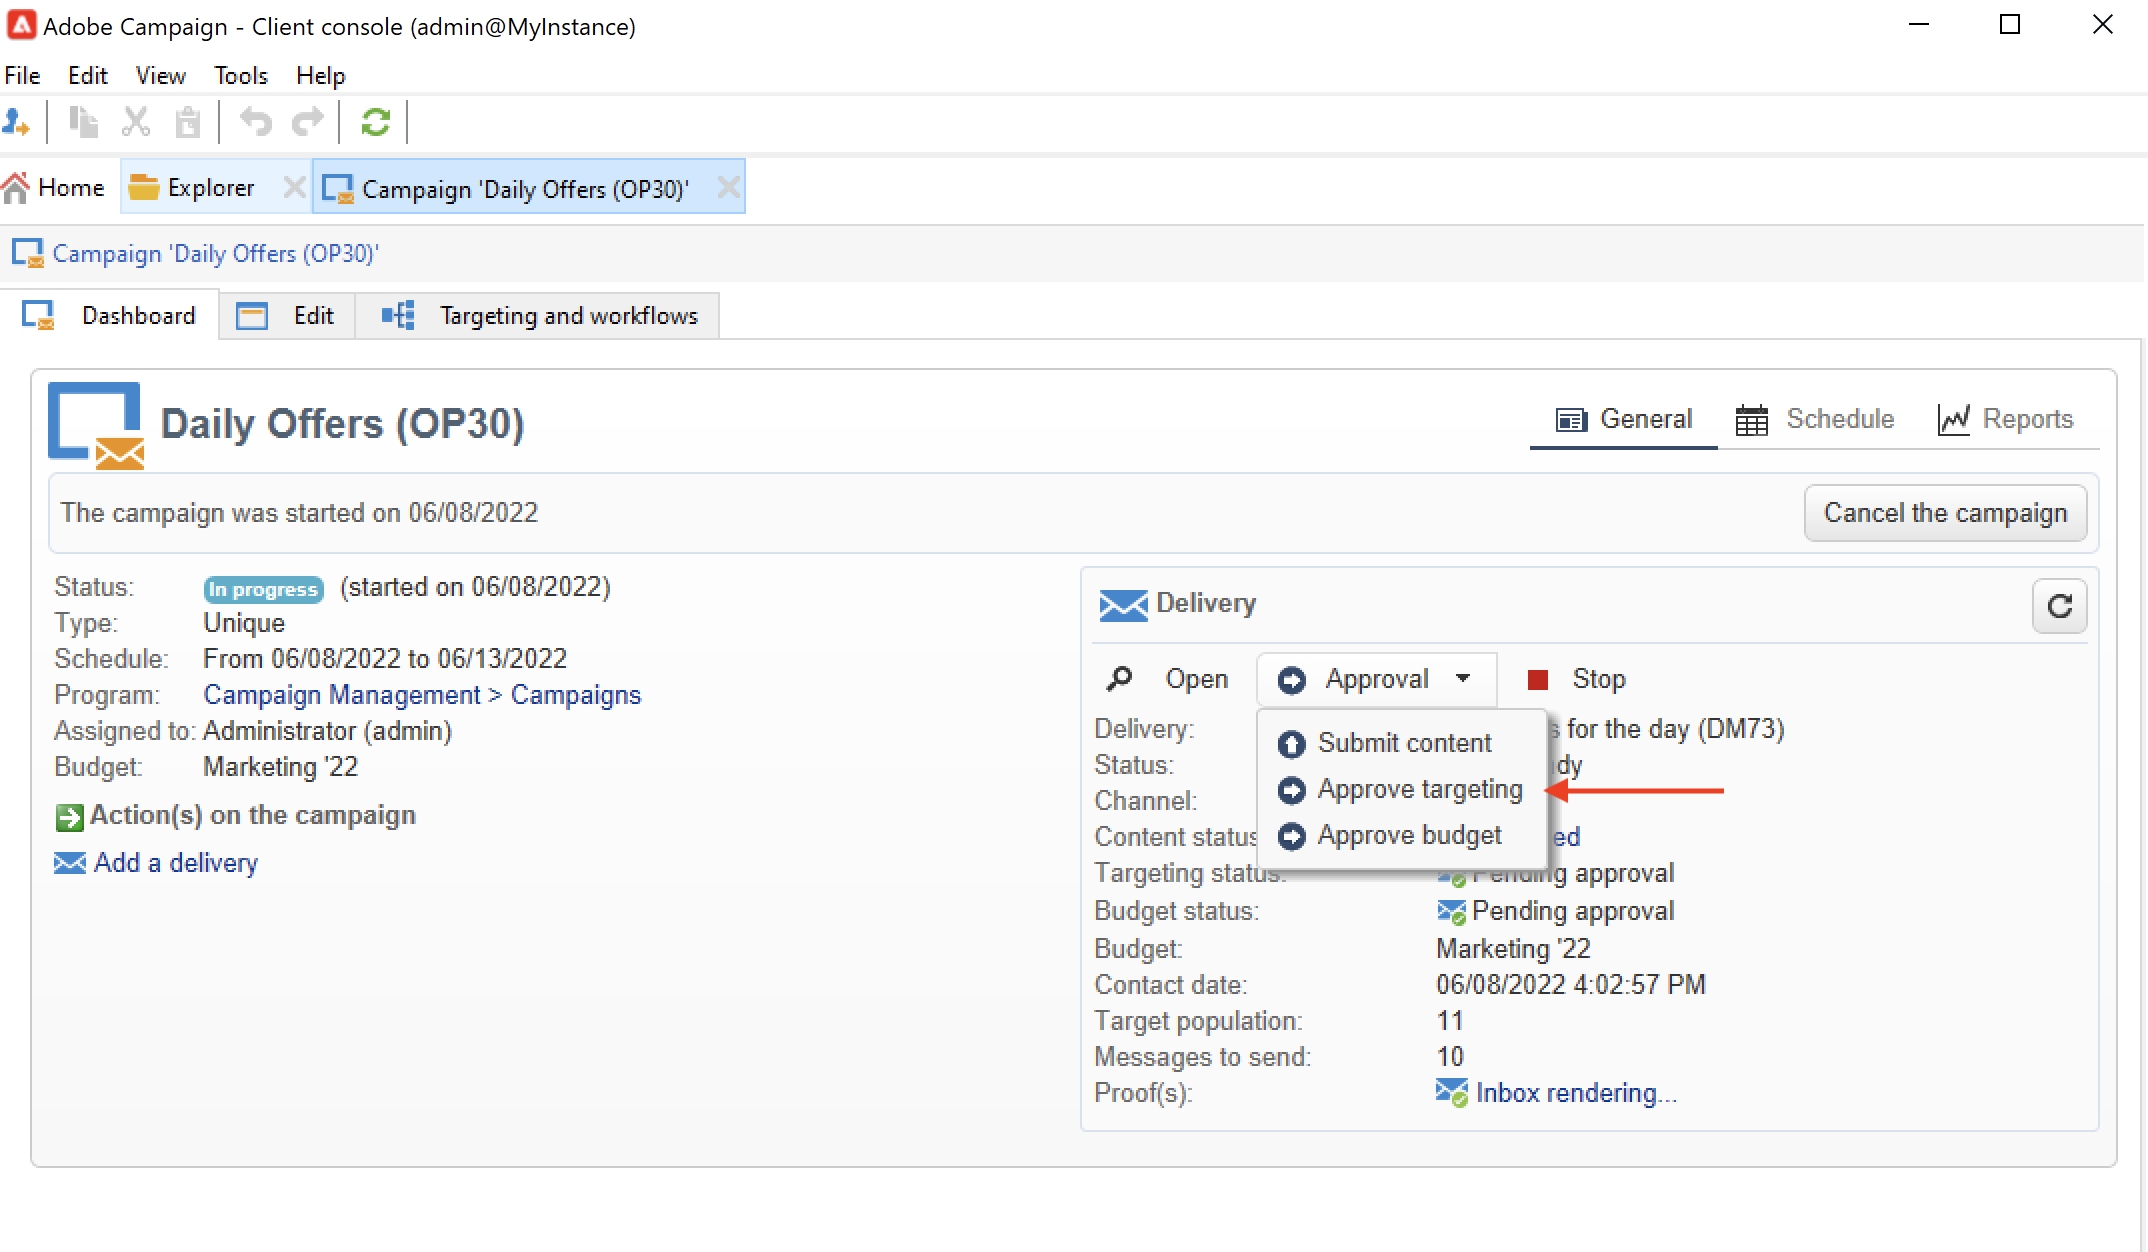 Adobe Campaign - Client console (admin@MyInstance)
File Edit View Tools Help
Home Explorer Campaign 'Daily Offers (OP30)'
Campaign 'Daily Offers (OP30)'
Dashboard Edit Targeting and workflows
Daily Offers (OP30)
General Schedule Reports
The campaign was started on 06/08/2022
Cancel the campaign
Status: In progress (started on 06/08/2022)
Type: Unique
Schedule: From 06/08/2022 to 06/13/2022
Program: Campaign Management > Campaigns
Assigned to: Administrator (admin)
Budget: Marketing '22
Action(s) on the campaign
Add a delivery
Delivery
Open Approval Stop
Submit content
Approve targeting
Approve budget
Delivery: for the day (DM73)
Status:
Channel:
Content status
Targeting status: Pending approval
Budget status: Pending approval
Budget: Marketing '22
Contact date: 06/08/2022 4:02:57 PM
Target population: 11
Messages to send: 10
Proof(s): Inbox rendering...